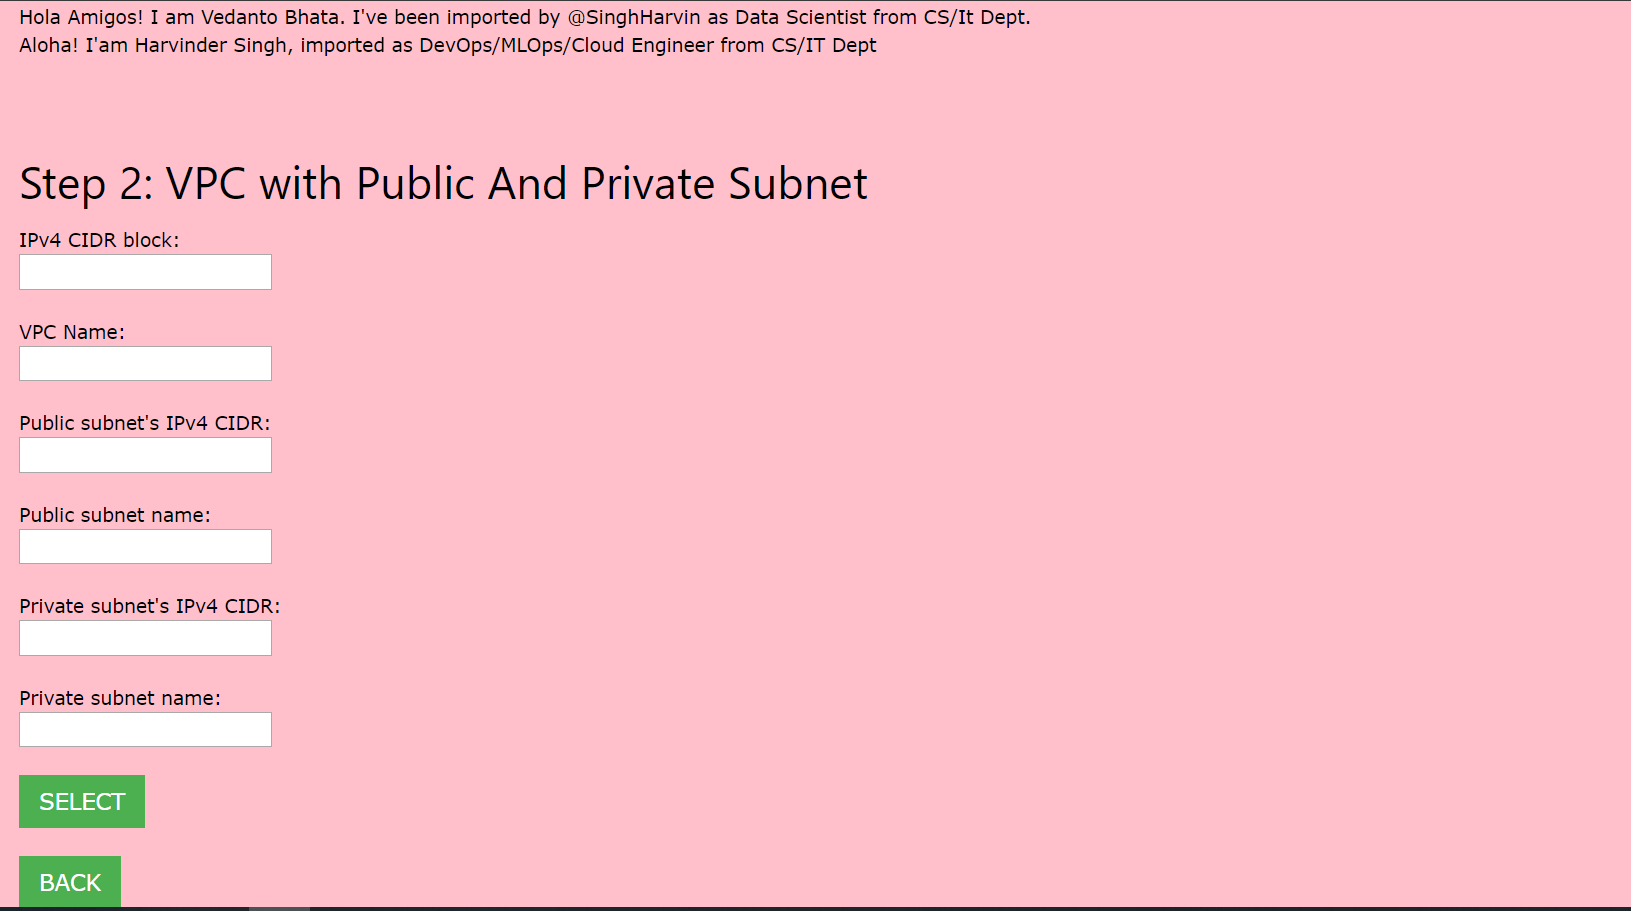 Hola Amigos! I am Vedanto Bhata. I've been imported by @SinghHarvin as Data Scientist from CS/It Dept.
Aloha! I'am Harvinder Singh, imported as DevOps/MLOps/Cloud Engineer from CS/IT Dept
Step 2: VPC with Public And Private Subnet
IPv4 CIDR block:
VPC Name:
Public subnet's IPv4 CIDR:
Public subnet name:
Private subnet's IPv4 CIDR:
Private subnet name:
SELECT
BACK